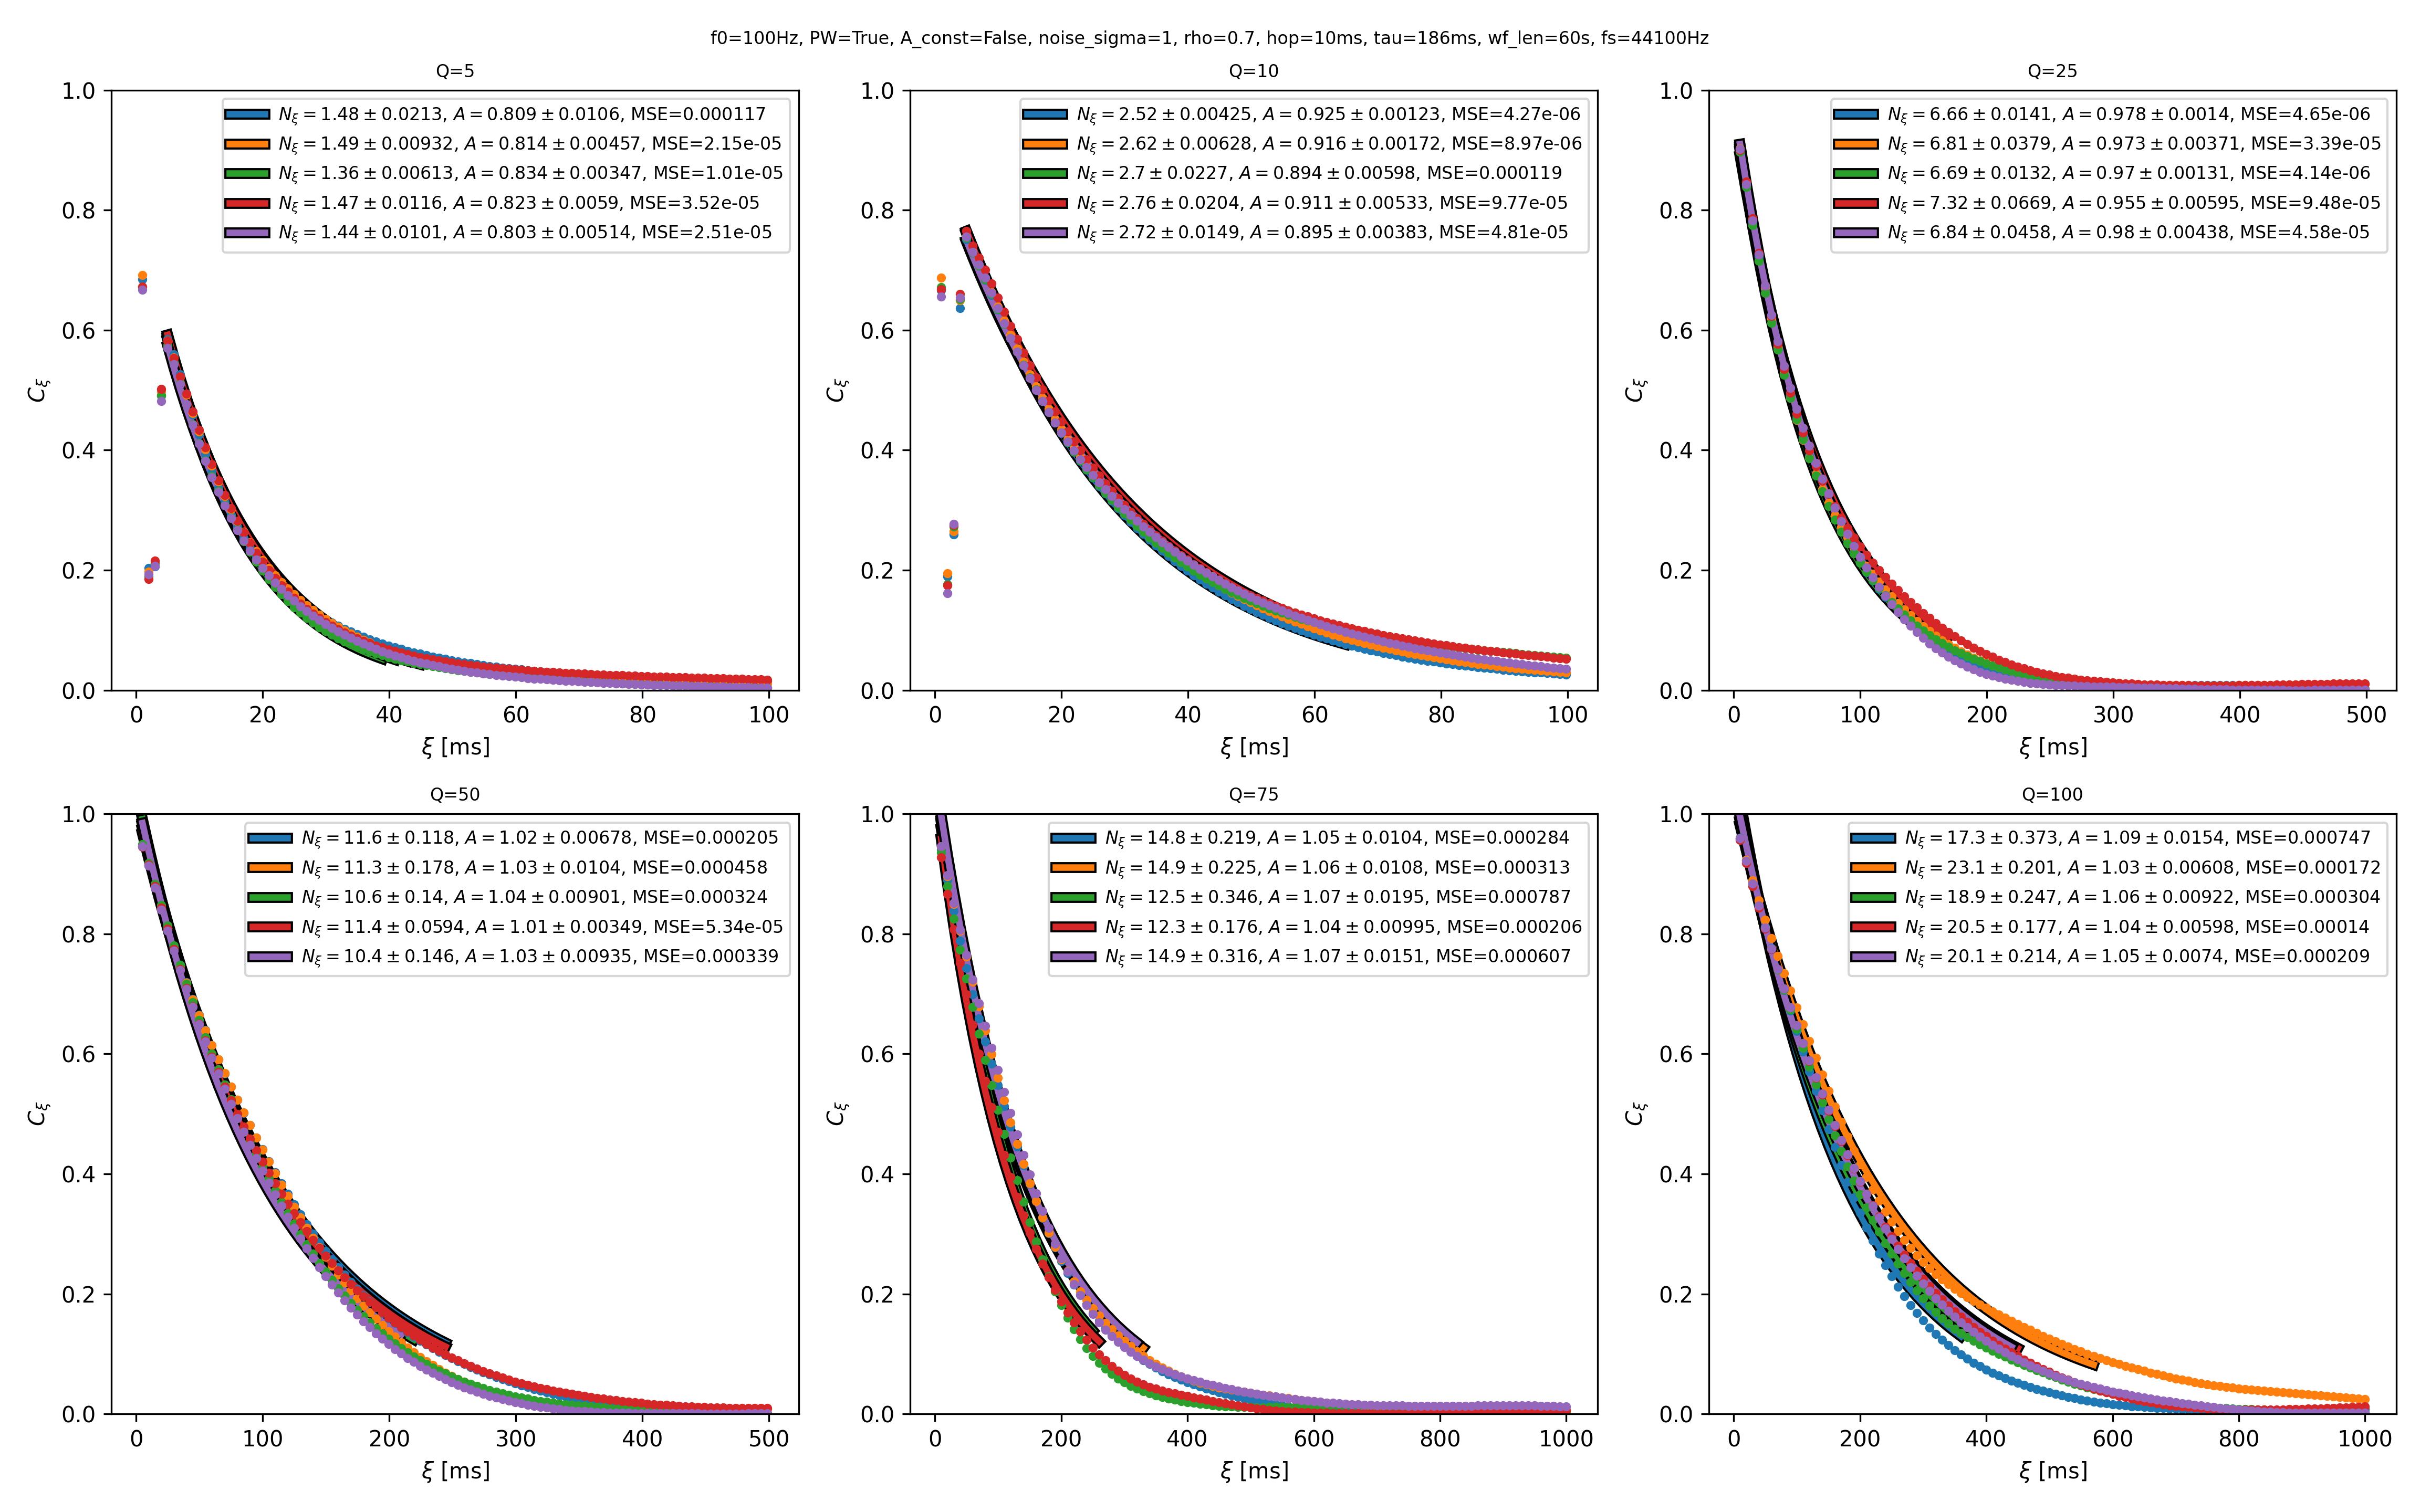 f0=100Hz, PW=True, A_const=False, noise_sigma=1, rho=0.7, hop=10ms, tau=186ms, wf_len=60s, fs=44100Hz
Q=5
1.0
0.8
0.6
0.4
0.2
0.0
Cξ
Nξ = 1.48 ± 0.0213, A = 0.809 ± 0.0106, MSE=0.000117
Nξ = 1.49 ± 0.00932, A = 0.814 ± 0.00457, MSE=2.15e-05
Nξ = 1.36 ± 0.00613, A = 0.834 ± 0.00347, MSE=1.01e-05
Nξ = 1.47 ± 0.0116, A = 0.823 ± 0.0059, MSE=3.52e-05
Nξ = 1.44 ± 0.0101, A = 0.803 ± 0.00514, MSE=2.51e-05
0 20 40 60 80 100
ξ [ms]
Q=10
1.0
0.8
0.6
0.4
0.2
0.0
Cξ
Nξ = 2.52 ± 0.00425, A = 0.925 ± 0.00123, MSE=4.27e-06
Nξ = 2.62 ± 0.00628, A = 0.916 ± 0.00172, MSE=8.97e-06
Nξ = 2.7 ± 0.0227, A = 0.894 ± 0.00598, MSE=0.000119
Nξ = 2.76 ± 0.0204, A = 0.911 ± 0.00533, MSE=9.77e-05
Nξ = 2.72 ± 0.0149, A = 0.895 ± 0.00383, MSE=4.81e-05
0 20 40 60 80 100
ξ [ms]
Q=25
1.0
0.8
0.6
0.4
0.2
0.0
Cξ
Nξ = 6.66 ± 0.0141, A = 0.978 ± 0.0014, MSE=4.65e-06
Nξ = 6.81 ± 0.0379, A = 0.973 ± 0.00371, MSE=3.39e-05
Nξ = 6.69 ± 0.0132, A = 0.97 ± 0.00131, MSE=4.14e-06
Nξ = 7.32 ± 0.0669, A = 0.955 ± 0.00595, MSE=9.48e-05
Nξ = 6.84 ± 0.0458, A = 0.98 ± 0.00438, MSE=4.58e-05
0 100 200 300 400 500
ξ [ms]
Q=50
1.0
0.8
0.6
0.4
0.2
0.0
Cξ
Nξ = 11.6 ± 0.118, A = 1.02 ± 0.00678, MSE=0.000205
Nξ = 11.3 ± 0.178, A = 1.03 ± 0.0104, MSE=0.000458
Nξ = 10.6 ± 0.14, A = 1.04 ± 0.00901, MSE=0.000324
Nξ = 11.4 ± 0.0594, A = 1.01 ± 0.00349, MSE=5.34e-05
Nξ = 10.4 ± 0.146, A = 1.03 ± 0.00935, MSE=0.000339
0 100 200 300 400 500
ξ [ms]
Q=75
1.0
0.8
0.6
0.4
0.2
0.0
Cξ
Nξ = 14.8 ± 0.219, A = 1.05 ± 0.0104, MSE=0.000284
Nξ = 14.9 ± 0.225, A = 1.06 ± 0.0108, MSE=0.000313
Nξ = 12.5 ± 0.346, A = 1.07 ± 0.0195, MSE=0.000787
Nξ = 12.3 ± 0.176, A = 1.04 ± 0.00995, MSE=0.000206
Nξ = 14.9 ± 0.316, A = 1.07 ± 0.0151, MSE=0.000607
0 200 400 600 800 1000
ξ [ms]
Q=100
1.0
0.8
0.6
0.4
0.2
0.0
Cξ
Nξ = 17.3 ± 0.373, A = 1.09 ± 0.0154, MSE=0.000747
Nξ = 23.1 ± 0.201, A = 1.03 ± 0.00608, MSE=0.000172
Nξ = 18.9 ± 0.247, A = 1.06 ± 0.00922, MSE=0.000304
Nξ = 20.5 ± 0.177, A = 1.04 ± 0.00598, MSE=0.00014
Nξ = 20.1 ± 0.214, A = 1.05 ± 0.0074, MSE=0.000209
0 200 400 600 800 1000
ξ [ms]